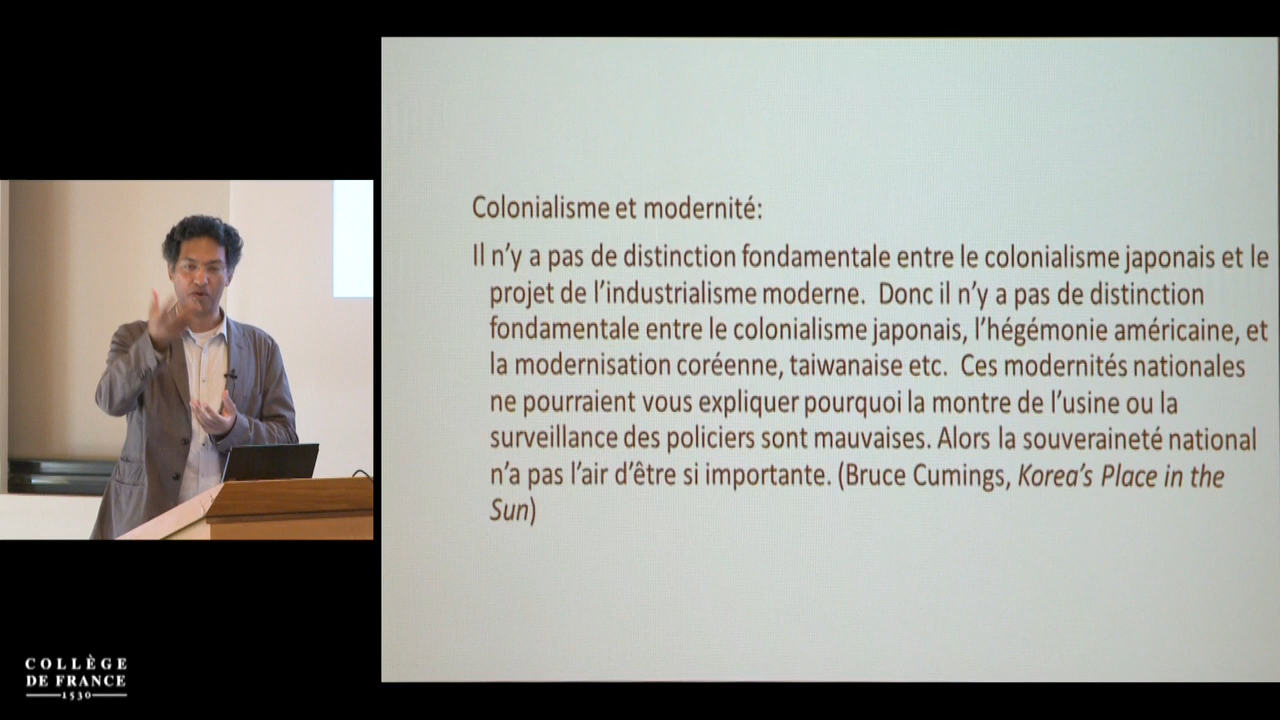 Colonialisme et modernité:
Il n'y a pas de distinction fondamentale entre le colonialisme japonais et le
projet de l'industrialisme moderne.  Donc il n'y a pas de distinction
fondamentale entre le colonialisme japonais, l'hégémonie américaine, et
la modernisation coréenne, taiwanaise etc.  Ces modernités nationales
ne pourraient vous expliquer pourquoi la montre de l'usine ou la
surveillance des policiers sont mauvaises. Alors la souveraineté national
n'a pas l'air d'être si importante. (Bruce Cumings, Korea's Place in the
Sun)
COLLÈGE
DE FRANCE
1530